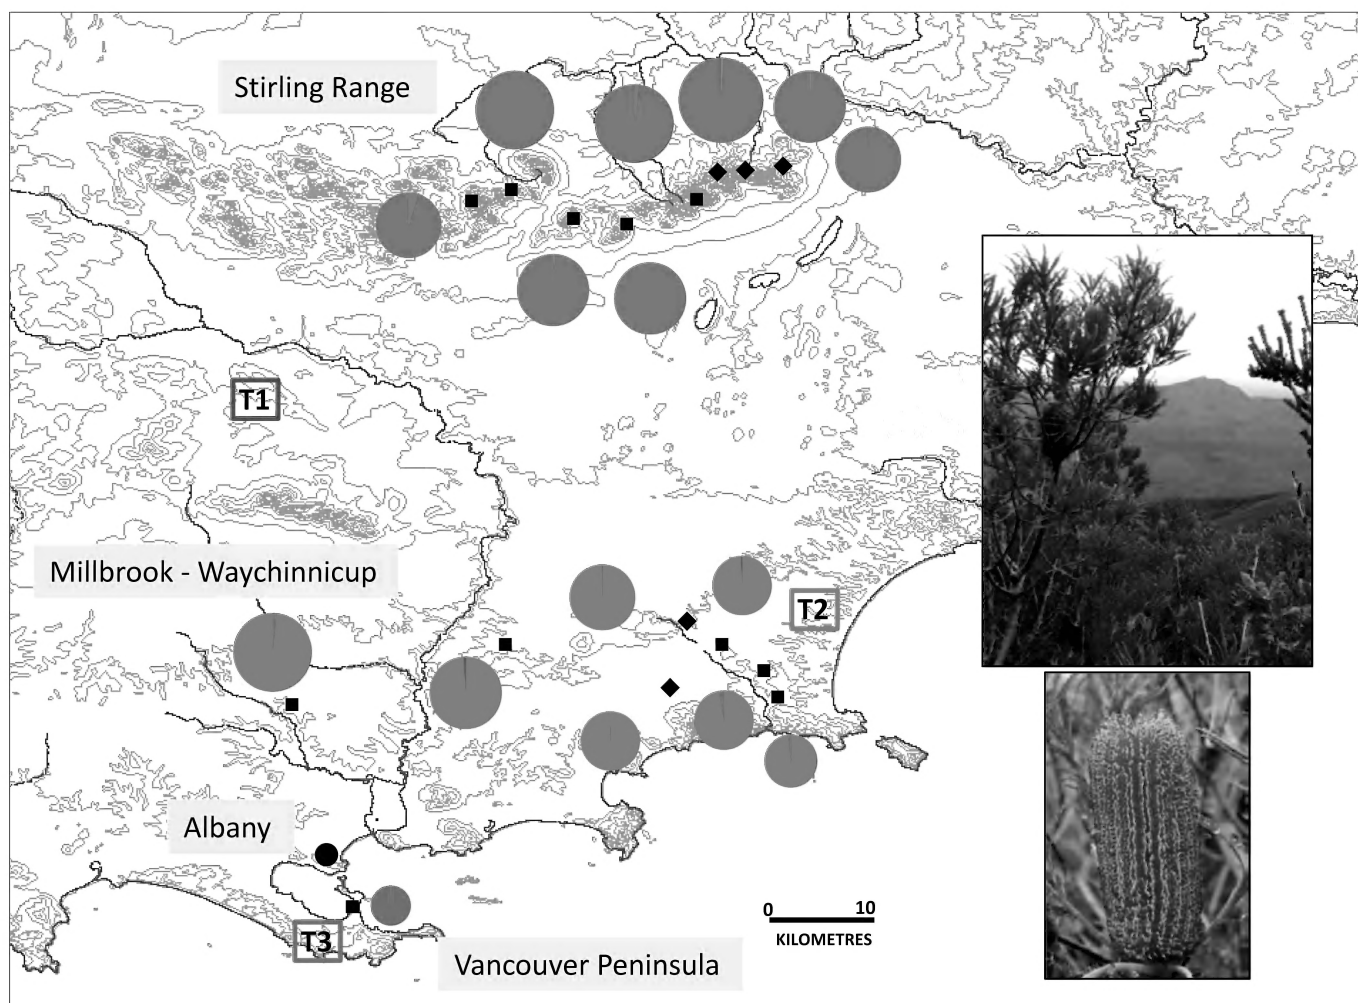 Stirling Range
T1
Millbrook - Waychinnicup
T2
Albany
0 10
KILOMETRES
T3
Vancouver Peninsula